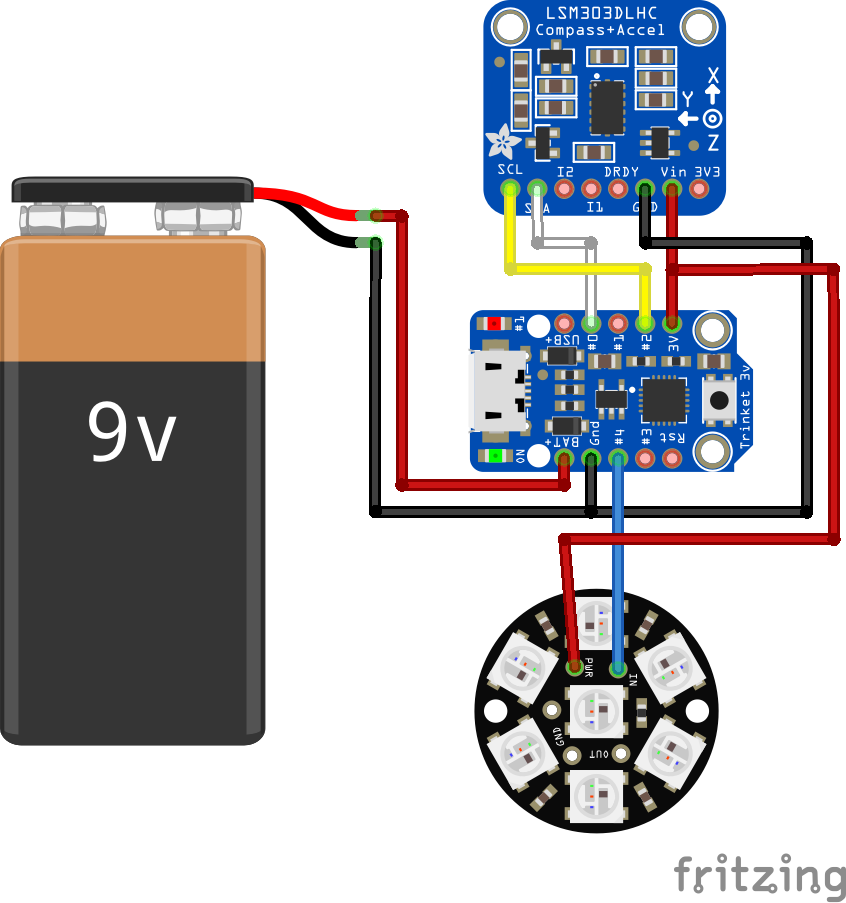 LSM303DLHC
Compass+Accel
X
Y
Z
SCL
I2
DRDY
Vin
3V3
SDA
I1
GND
9v
#1
USB+
#0
#1
#2
3V
Trinket 3v
ON
BAT+
Gnd
#4
#3
Rst
PWR
IN
GND
OUT
fritzing